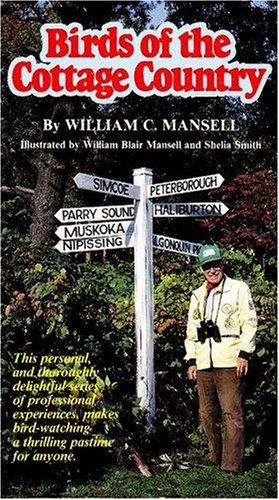 Birds of the
Cottage Country
By WILLIAM C. MANSELL
Illustrated by William Blair Mansell and Shelia Smith
SIMCOE
PETERBOROUGH
PARRY SOUND
HALIBURTON
MUSKOKA
NIPISSING
ALGONQUIN PK
This personal,
and thoroughly
delightful series
of professional
experiences, makes
bird-watching
a thrilling pastime
for anyone.